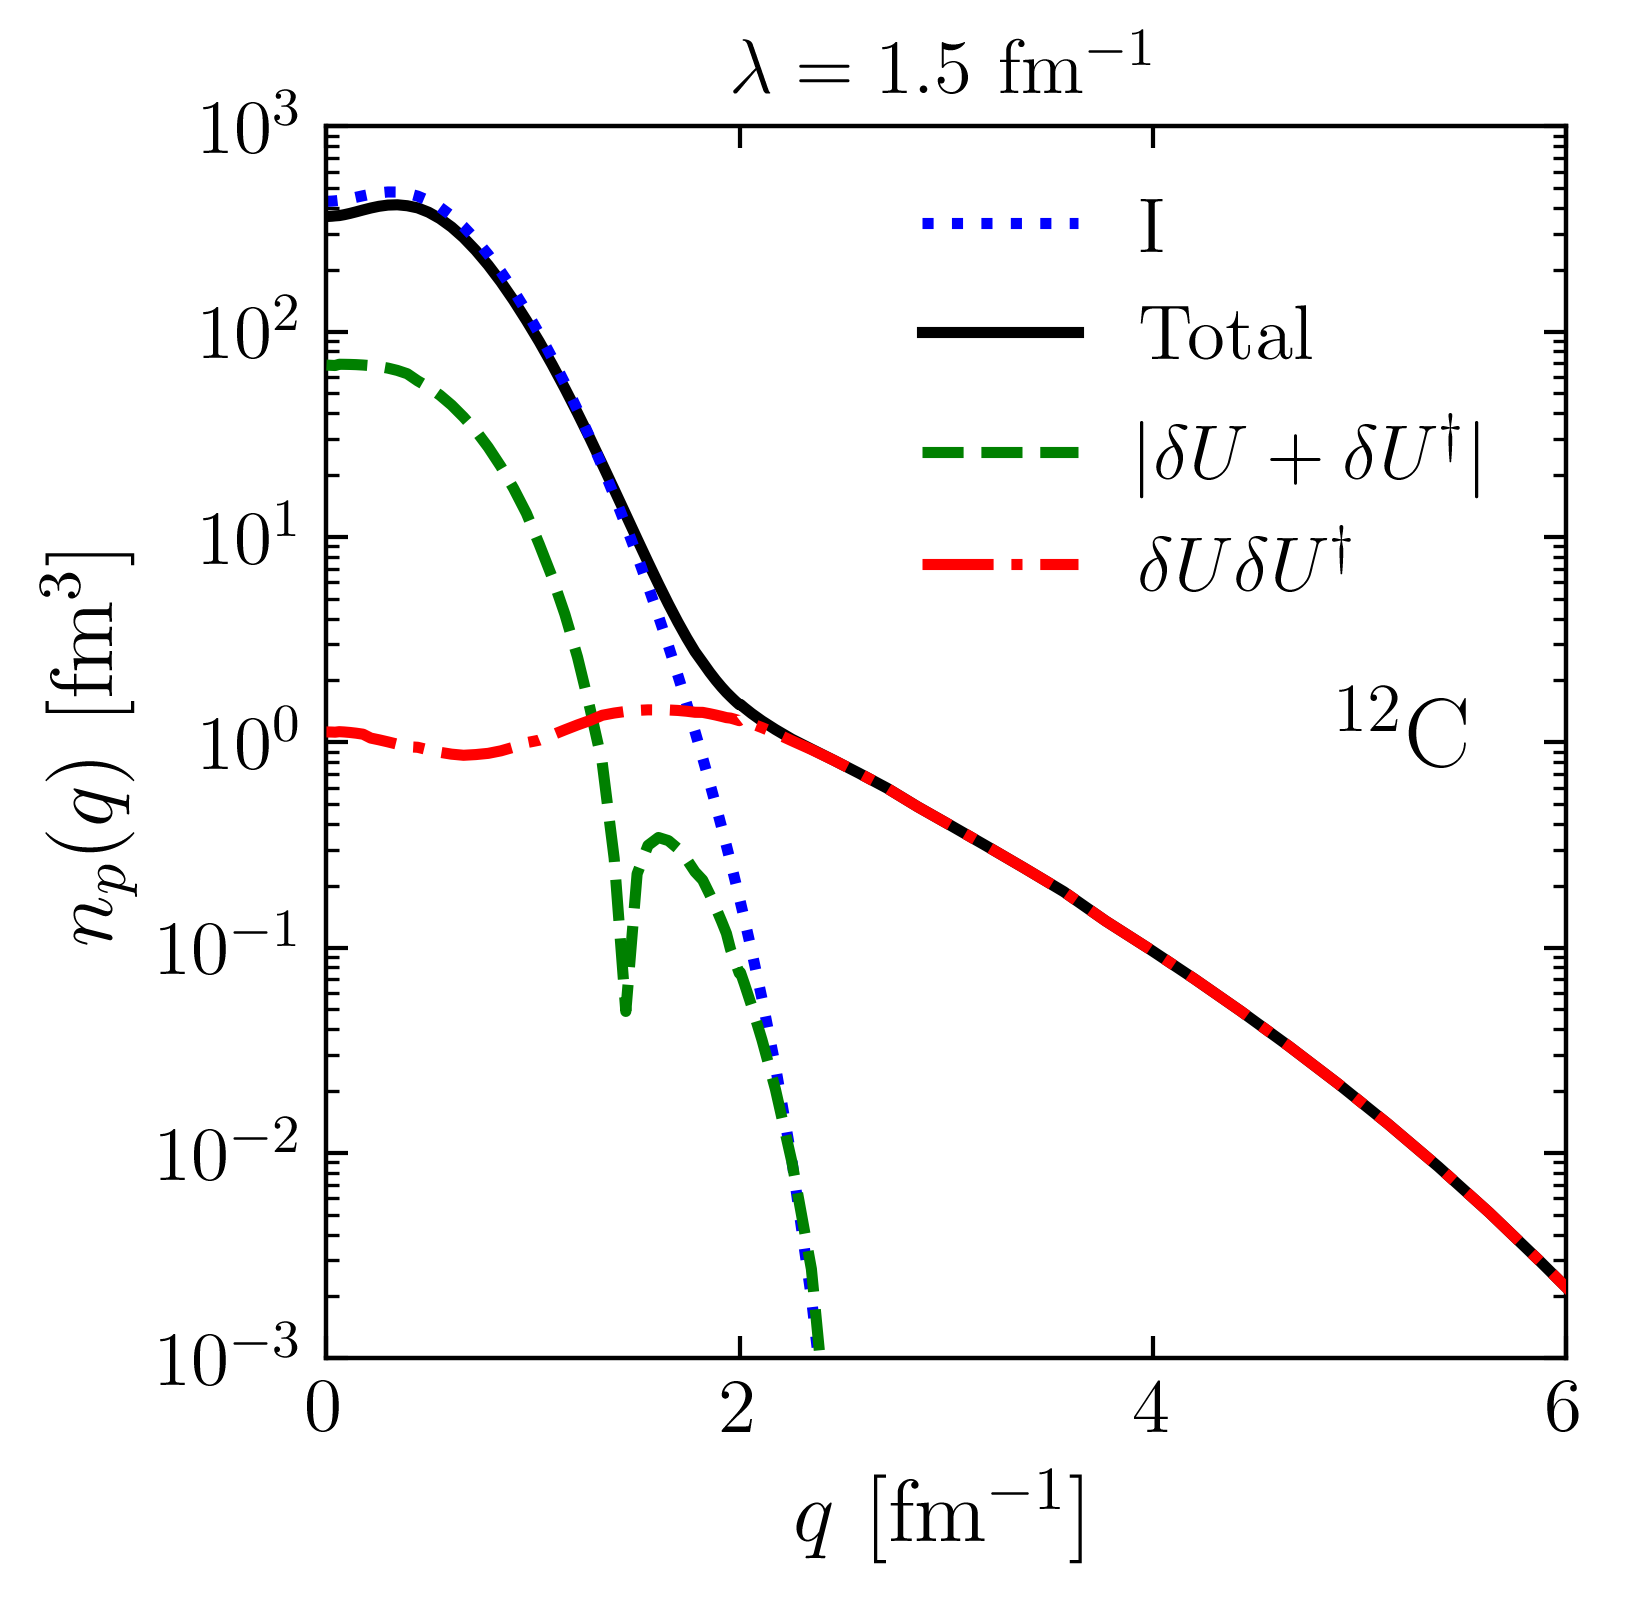 λ = 1.5 fm⁻¹
n_p(q) [fm³]
10³
10²
10¹
10⁰
10⁻¹
10⁻²
10⁻³
I
Total
|δU + δU†|
δUδU†
¹²C
0 2 4 6
q [fm⁻¹]